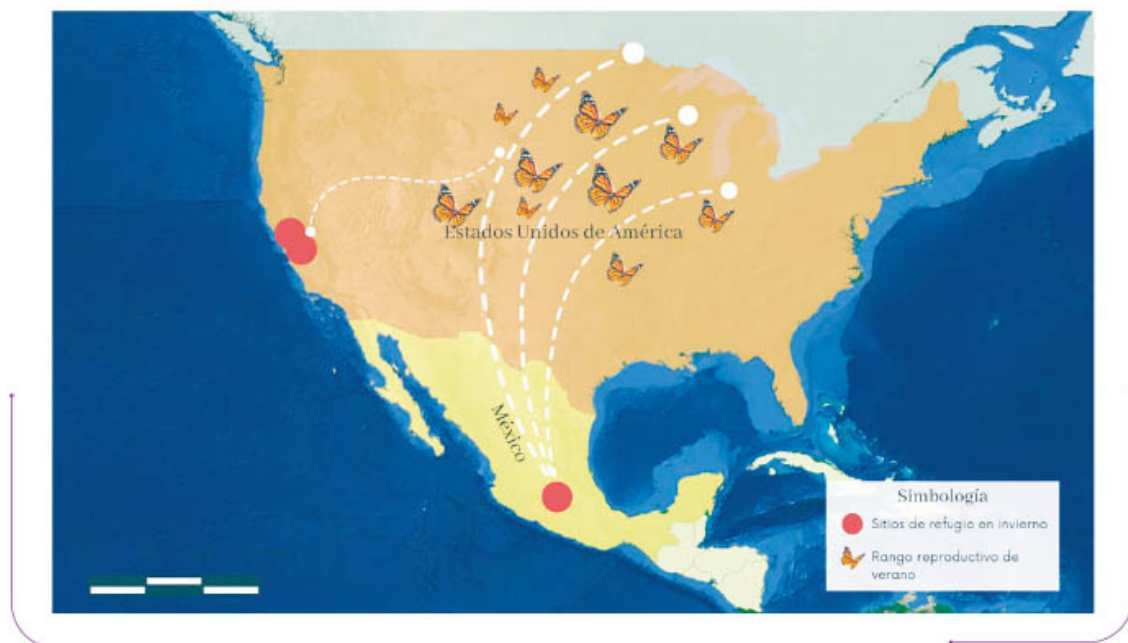 Estados Unidos de América
México
Simbología
Sitios de refugio en invierno
Rango reproductivo de
verano